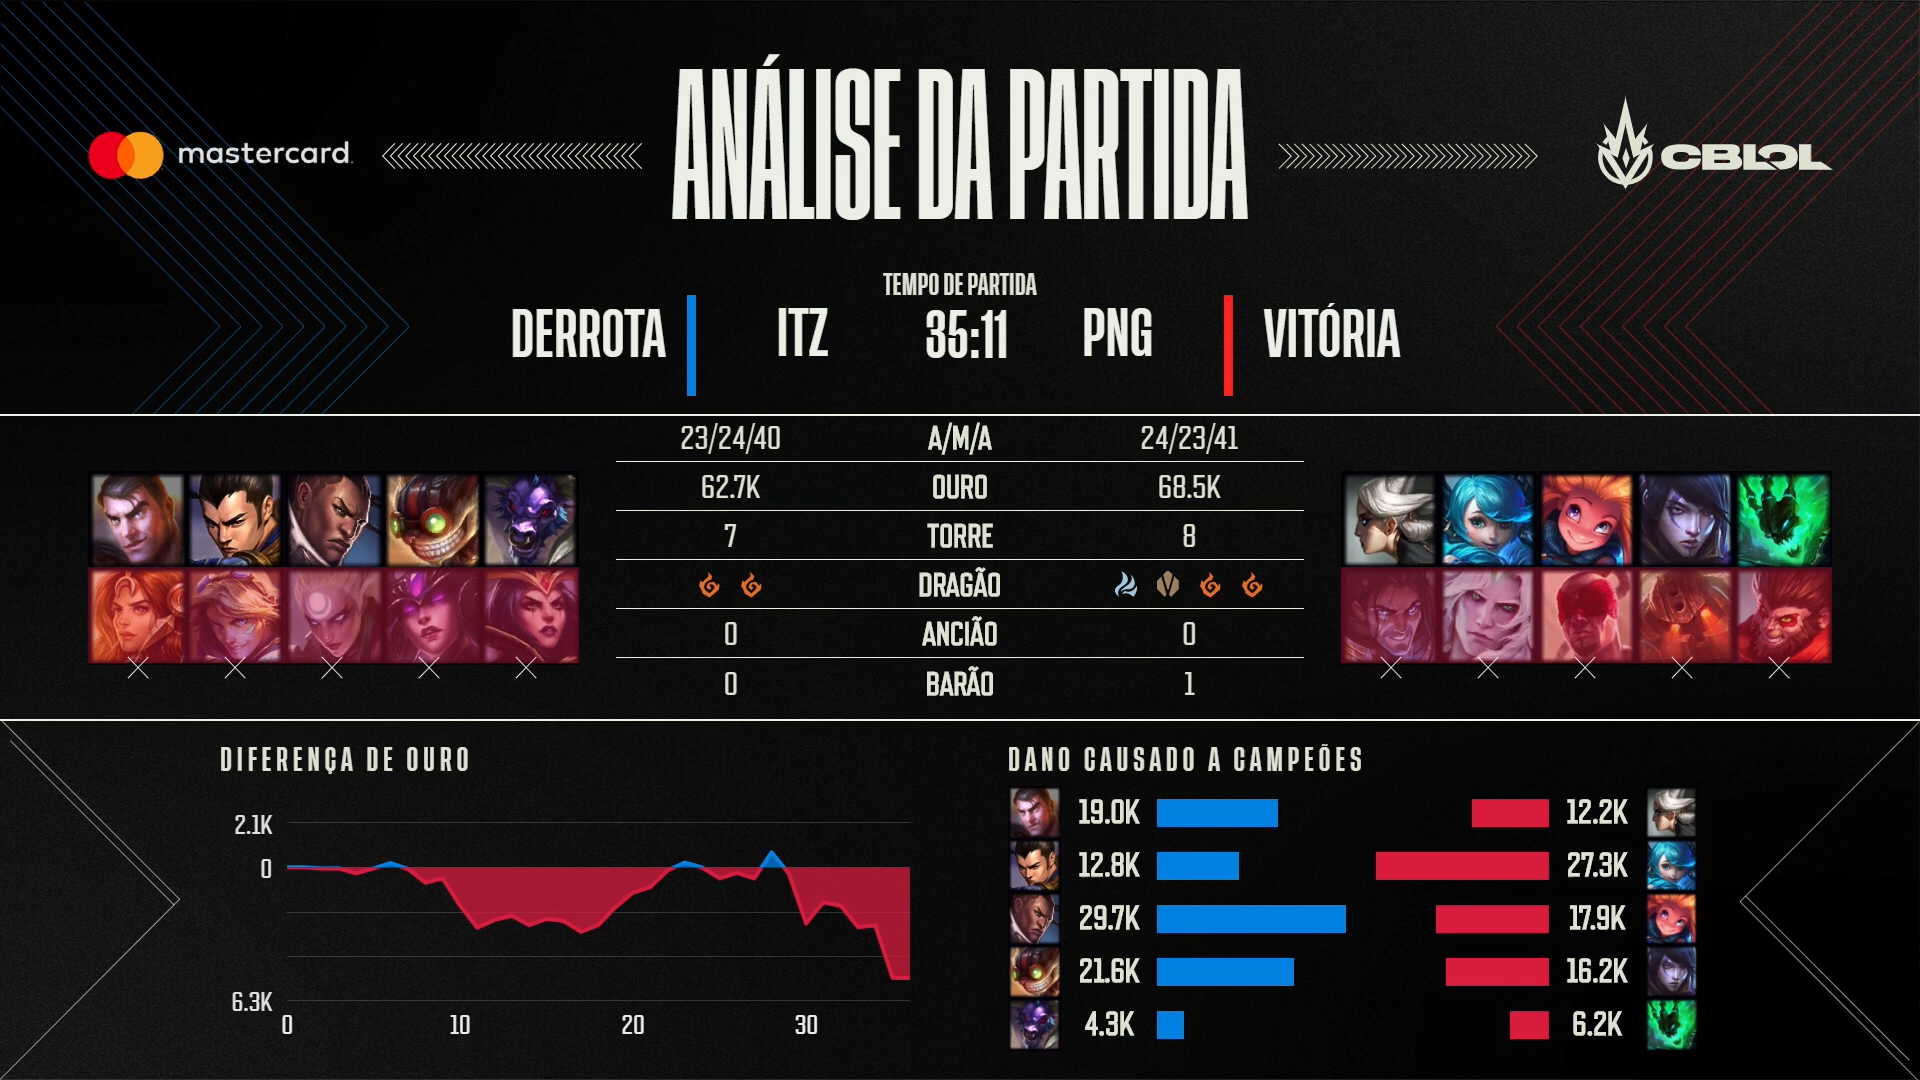 mastercard.
ANÁLISE DA PARTIDA
CBLOL
TEMPO DE PARTIDA
DERROTA ITZ 35:11 PNG VITÓRIA
23/24/40 A/M/A 24/23/41
62.7K OURO 68.5K
7 TORRE 8
DRAGÃO
0 ANCIÃO 0
0 BARÃO 1
DIFERENÇA DE OURO
2.1K
0
6.3K
0 10 20 30
DANO CAUSADO A CAMPEÕES
19.0K 12.2K
12.8K 27.3K
29.7K 17.9K
21.6K 16.2K
4.3K 6.2K